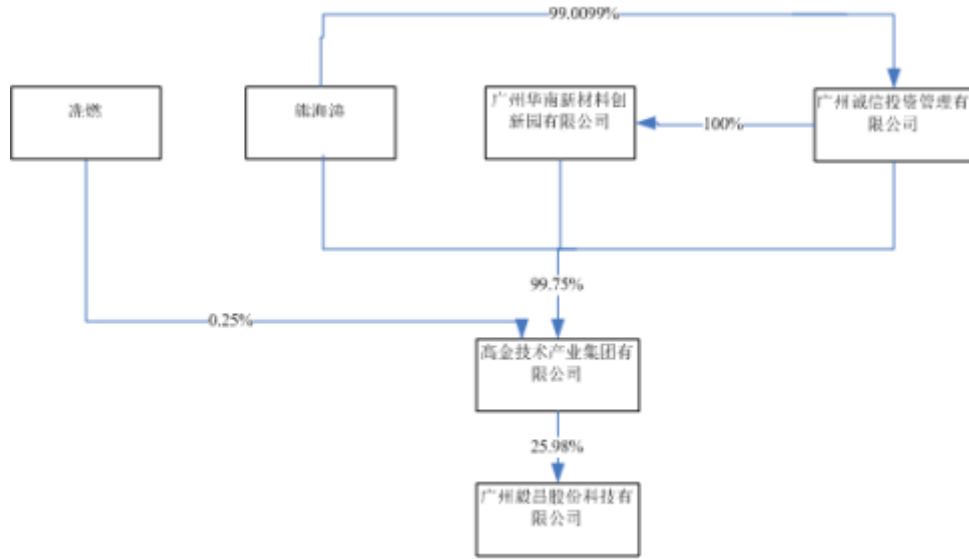 99.0099%
冼燃
熊海涛
广州华南新材料创
新园有限公司
100%
广州诚信投资管理有
限公司
99.75%
0.25%
高金技术产业集团有
限公司
25.98%
广州毅昌股份科技有
限公司